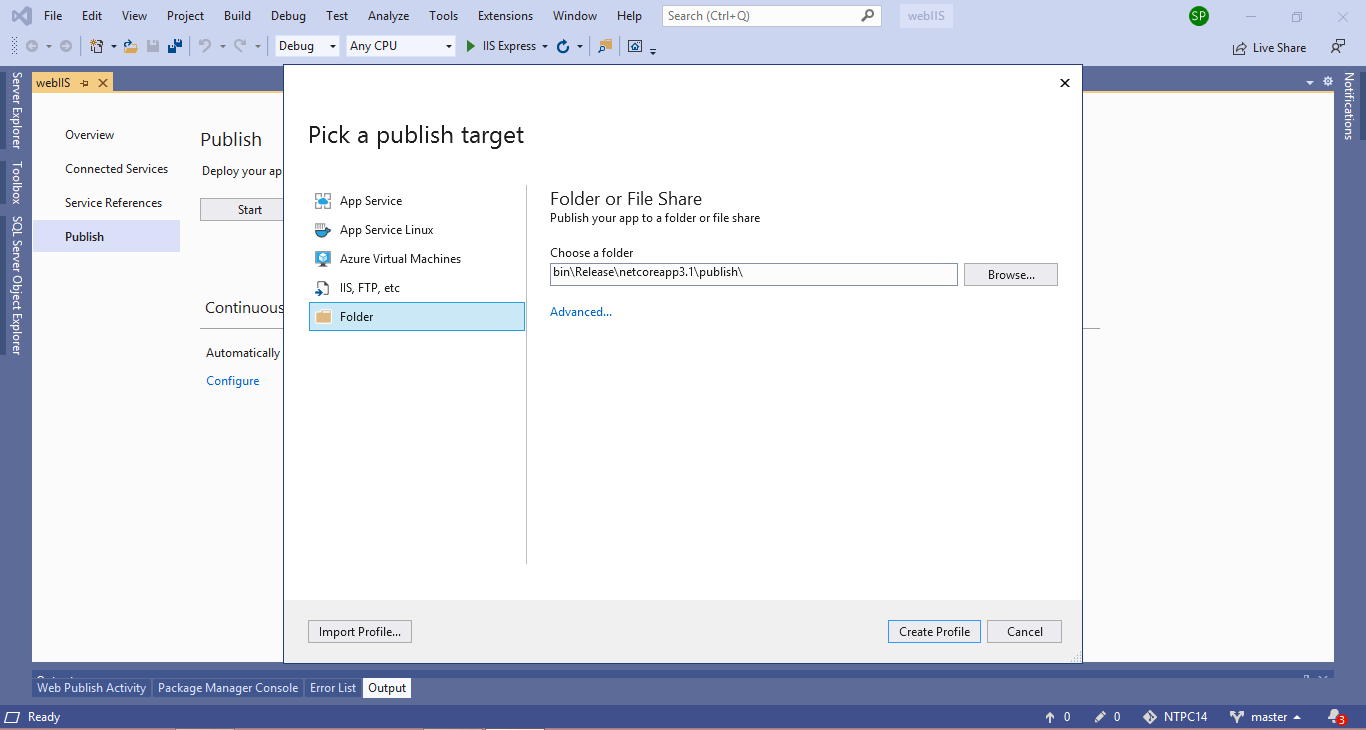 File Edit View Project Build Debug Test Analyze Tools Extensions Window Help Search (Ctrl+Q) webIIS SP
Debug Any CPU IIS Express Live Share
webIIS
Server Explorer
Toolbox
SQL Server Object Explorer
Notifications
Overview
Connected Services
Service References
Publish
Publish
Deploy your ap
Start
Continuous
Automatically
Configure
Pick a publish target
App Service
App Service Linux
Azure Virtual Machines
IIS, FTP, etc
Folder
Folder or File Share
Publish your app to a folder or file share
Choose a folder
bin\Release\netcoreapp3.1\publish\
Browse...
Advanced...
Import Profile...
Create Profile
Cancel
Web Publish Activity Package Manager Console Error List Output
Ready 0 0 NTPC14 master 3